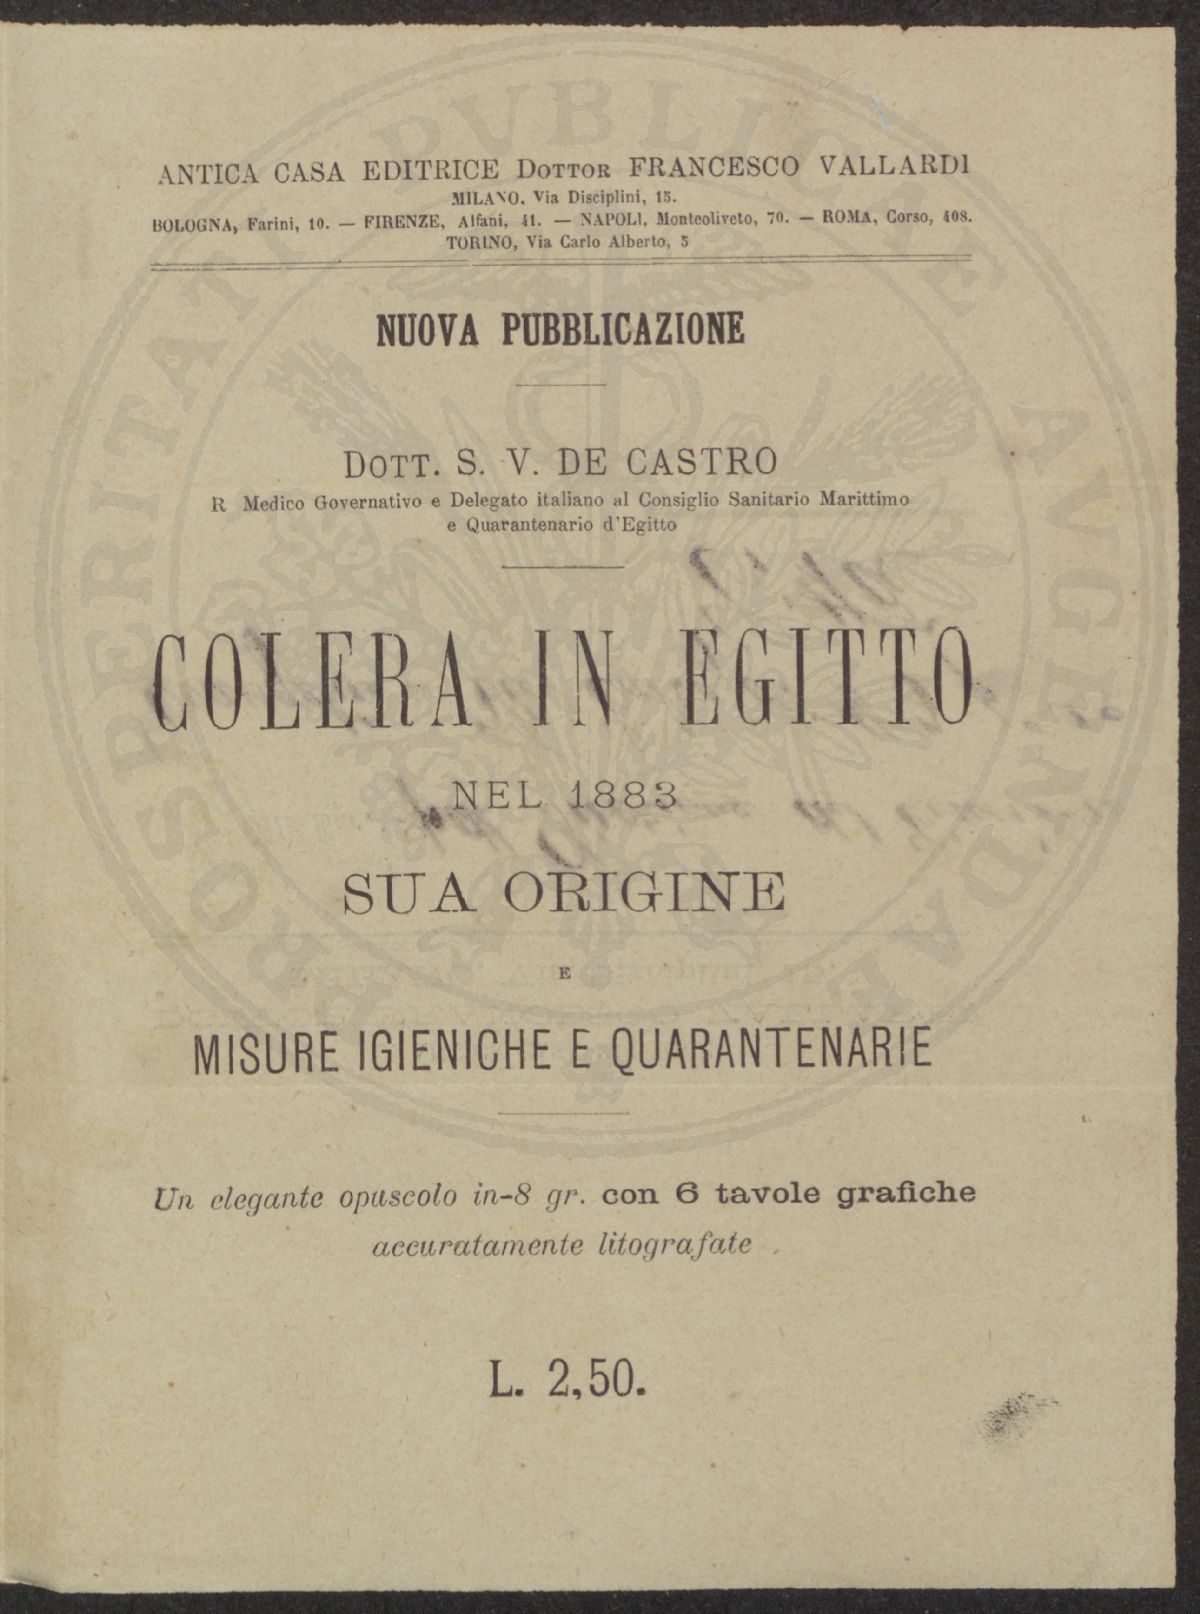 ANTICA CASA EDITRICE DOTTOR FRANCESCO VALLARDI
MILANO, Via Disciplini, 15.
BOLOGNA, Farini, 10. — FIRENZE, Alfani, 41. — NAPOLI, Monteoliveto, 70. — ROMA, Corso, 408.
TORINO, Via Carlo Alberto, 5
NUOVA PUBBLICAZIONE
DOTT. S. V. DE CASTRO
R Medico Governativo e Delegato italiano al Consiglio Sanitario Marittimo
e Quarantenario d'Egitto
COLERA IN EGITTO
NEL 1883
SUA ORIGINE
E
MISURE IGIENICHE E QUARANTENARIE
Un elegante opuscolo in-8 gr. con 6 tavole grafiche
accuratamente litografate
L. 2,50.
PROSPERITATI PVBLICAE AVGENDAE